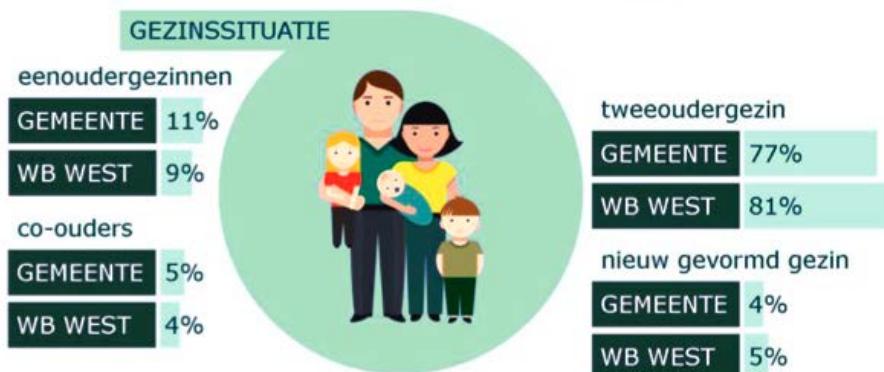 GEZINSSITUATIE
eenoudergezinnen
GEMEENTE 11%
WB WEST 9%
co-ouders
GEMEENTE 5%
WB WEST 4%
tweeoudergezin
GEMEENTE 77%
WB WEST 81%
nieuw gevormd gezin
GEMEENTE 4%
WB WEST 5%